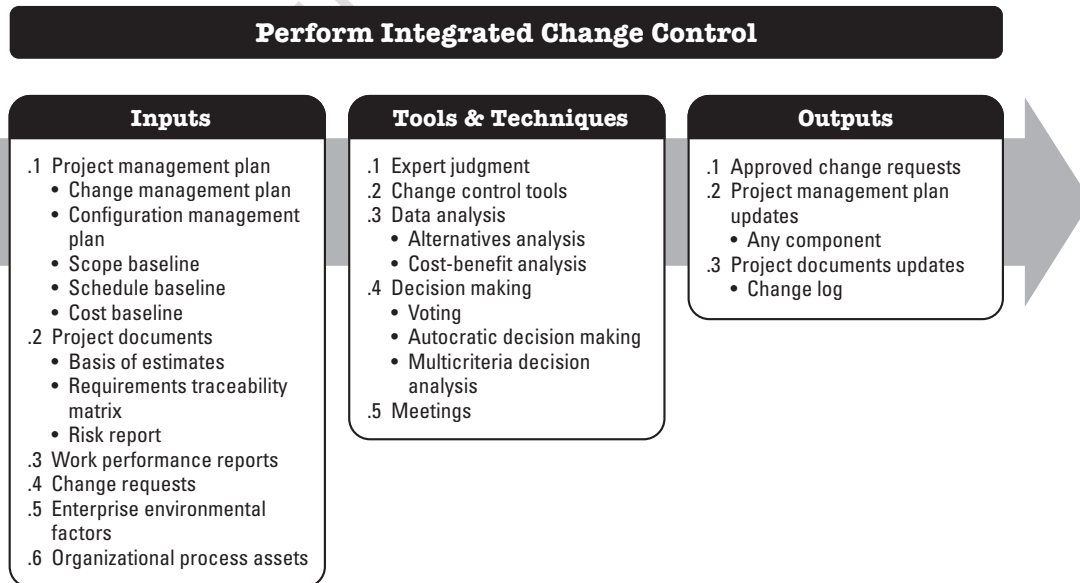 Perform Integrated Change Control
Inputs
.1 Project management plan
• Change management plan
• Configuration management
plan
• Scope baseline
• Schedule baseline
• Cost baseline
.2 Project documents
• Basis of estimates
• Requirements traceability
matrix
• Risk report
.3 Work performance reports
.4 Change requests
.5 Enterprise environmental
factors
.6 Organizational process assets
Tools & Techniques
.1 Expert judgment
.2 Change control tools
.3 Data analysis
• Alternatives analysis
• Cost-benefit analysis
.4 Decision making
• Voting
• Autocratic decision making
• Multicriteria decision
analysis
.5 Meetings
Outputs
.1 Approved change requests
.2 Project management plan
updates
• Any component
.3 Project documents updates
• Change log